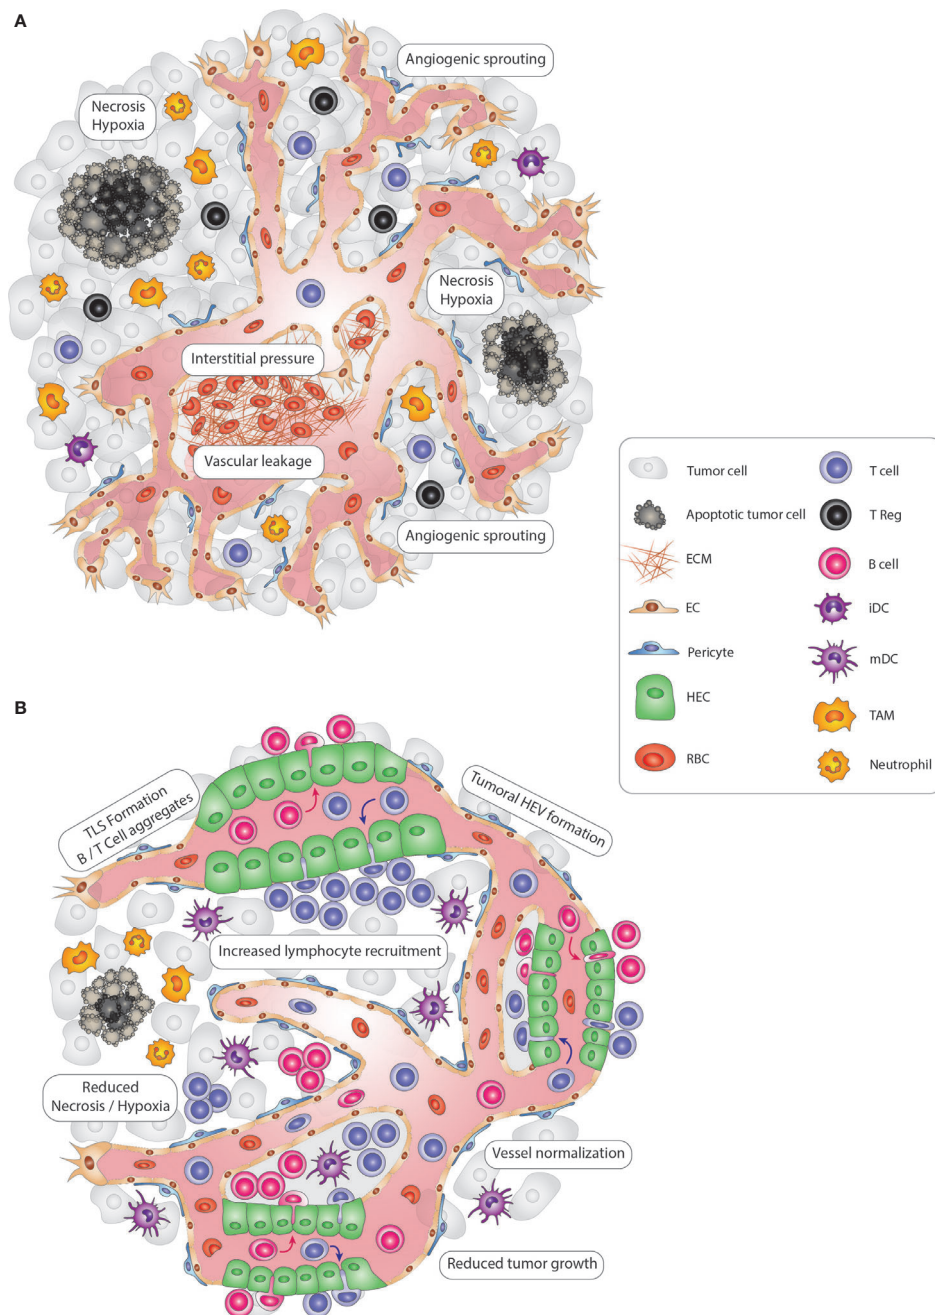 A
Angiogenic sprouting
Necrosis
Hypoxia
Necrosis
Hypoxia
Interstitial pressure
Vascular leakage
Angiogenic sprouting
Tumor cell
T cell
Apoptotic tumor cell
T Reg
ECM
B cell
EC
iDC
Pericyte
mDC
HEC
TAM
RBC
Neutrophil
B
TLS Formation
B / T Cell aggregates
Tumoral HEV formation
Increased lymphocyte recruitment
Reduced
Necrosis / Hypoxia
Vessel normalization
Reduced tumor growth